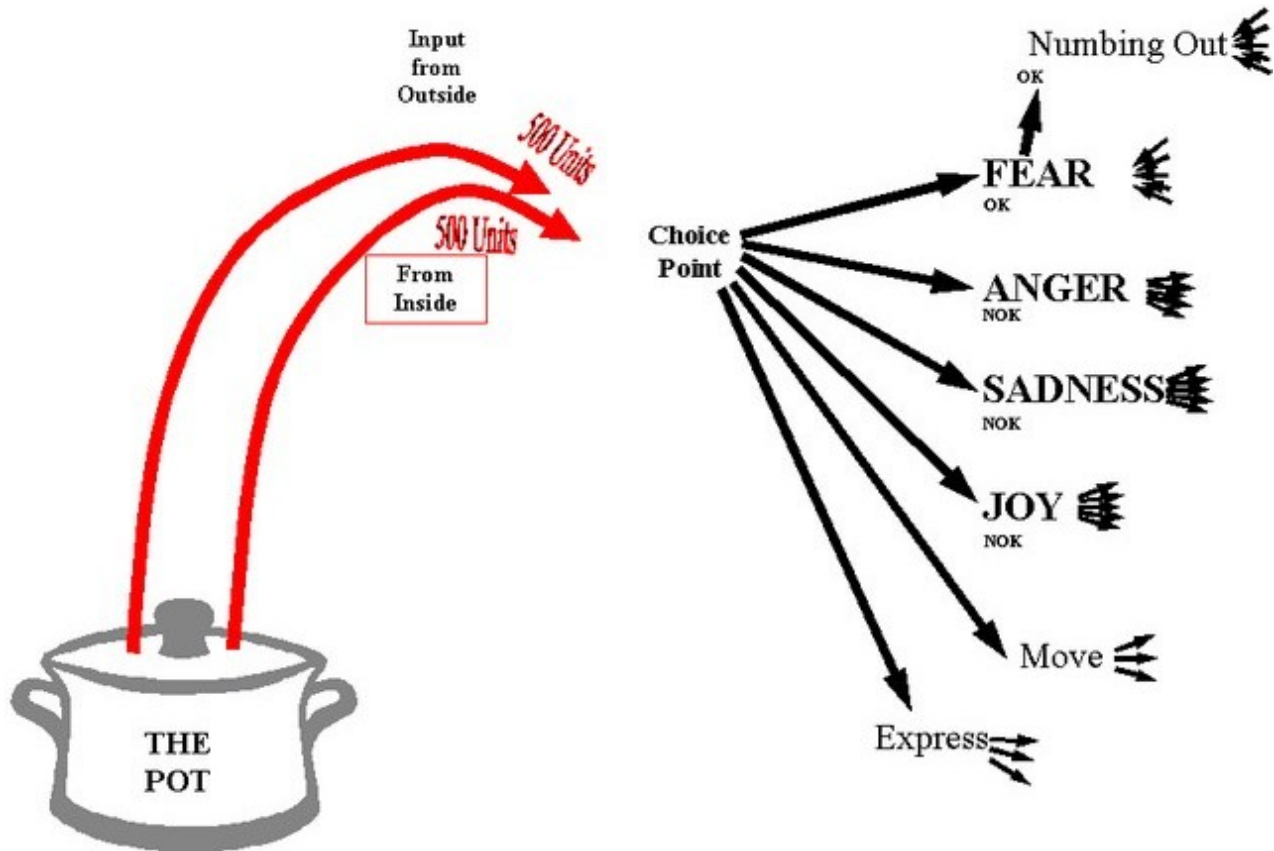 Input
from
Outside
500 Units
500 Units
From
Inside
THE
POT
Choice
Point
Numbing Out
OK
FEAR
OK
ANGER
NOK
SADNESS
NOK
JOY
NOK
Move
Express